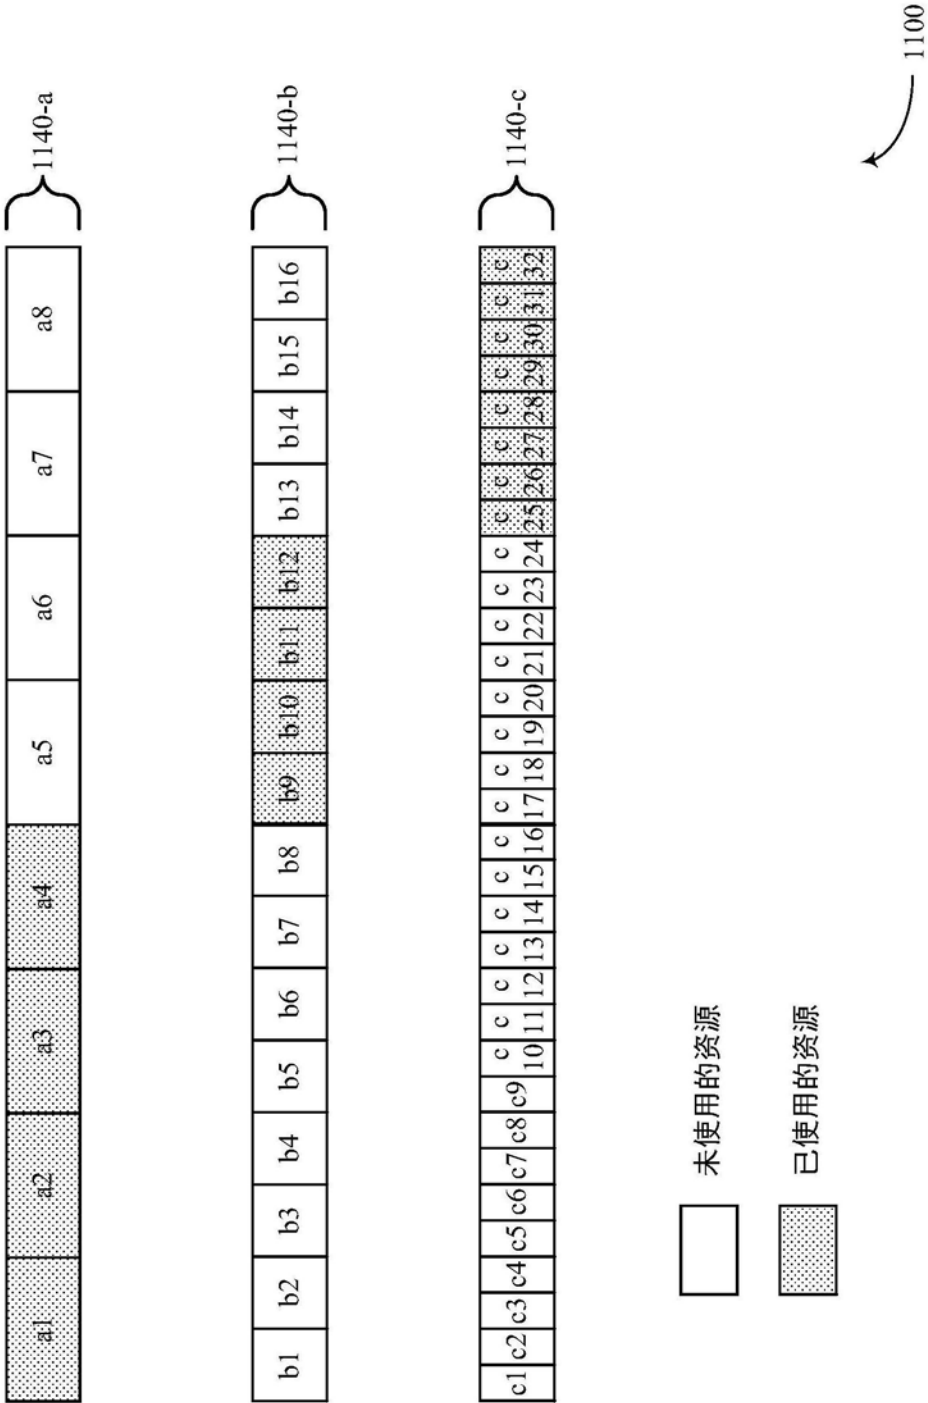 1140-a
a1 a2 a3 a4 a5 a6 a7 a8
1140-b
b1 b2 b3 b4 b5 b6 b7 b8 b9 b10 b11 b12 b13 b14 b15 b16
1140-c
c1 c2 c3 c4 c5 c6 c7 c8 c9 c10 c11 c12 c13 c14 c15 c16 c17 c18 c19 c20 c21 c22 c23 c24 c25 c26 c27 c28 c29 c30 c31 c32
未使用的资源
已使用的资源
1100